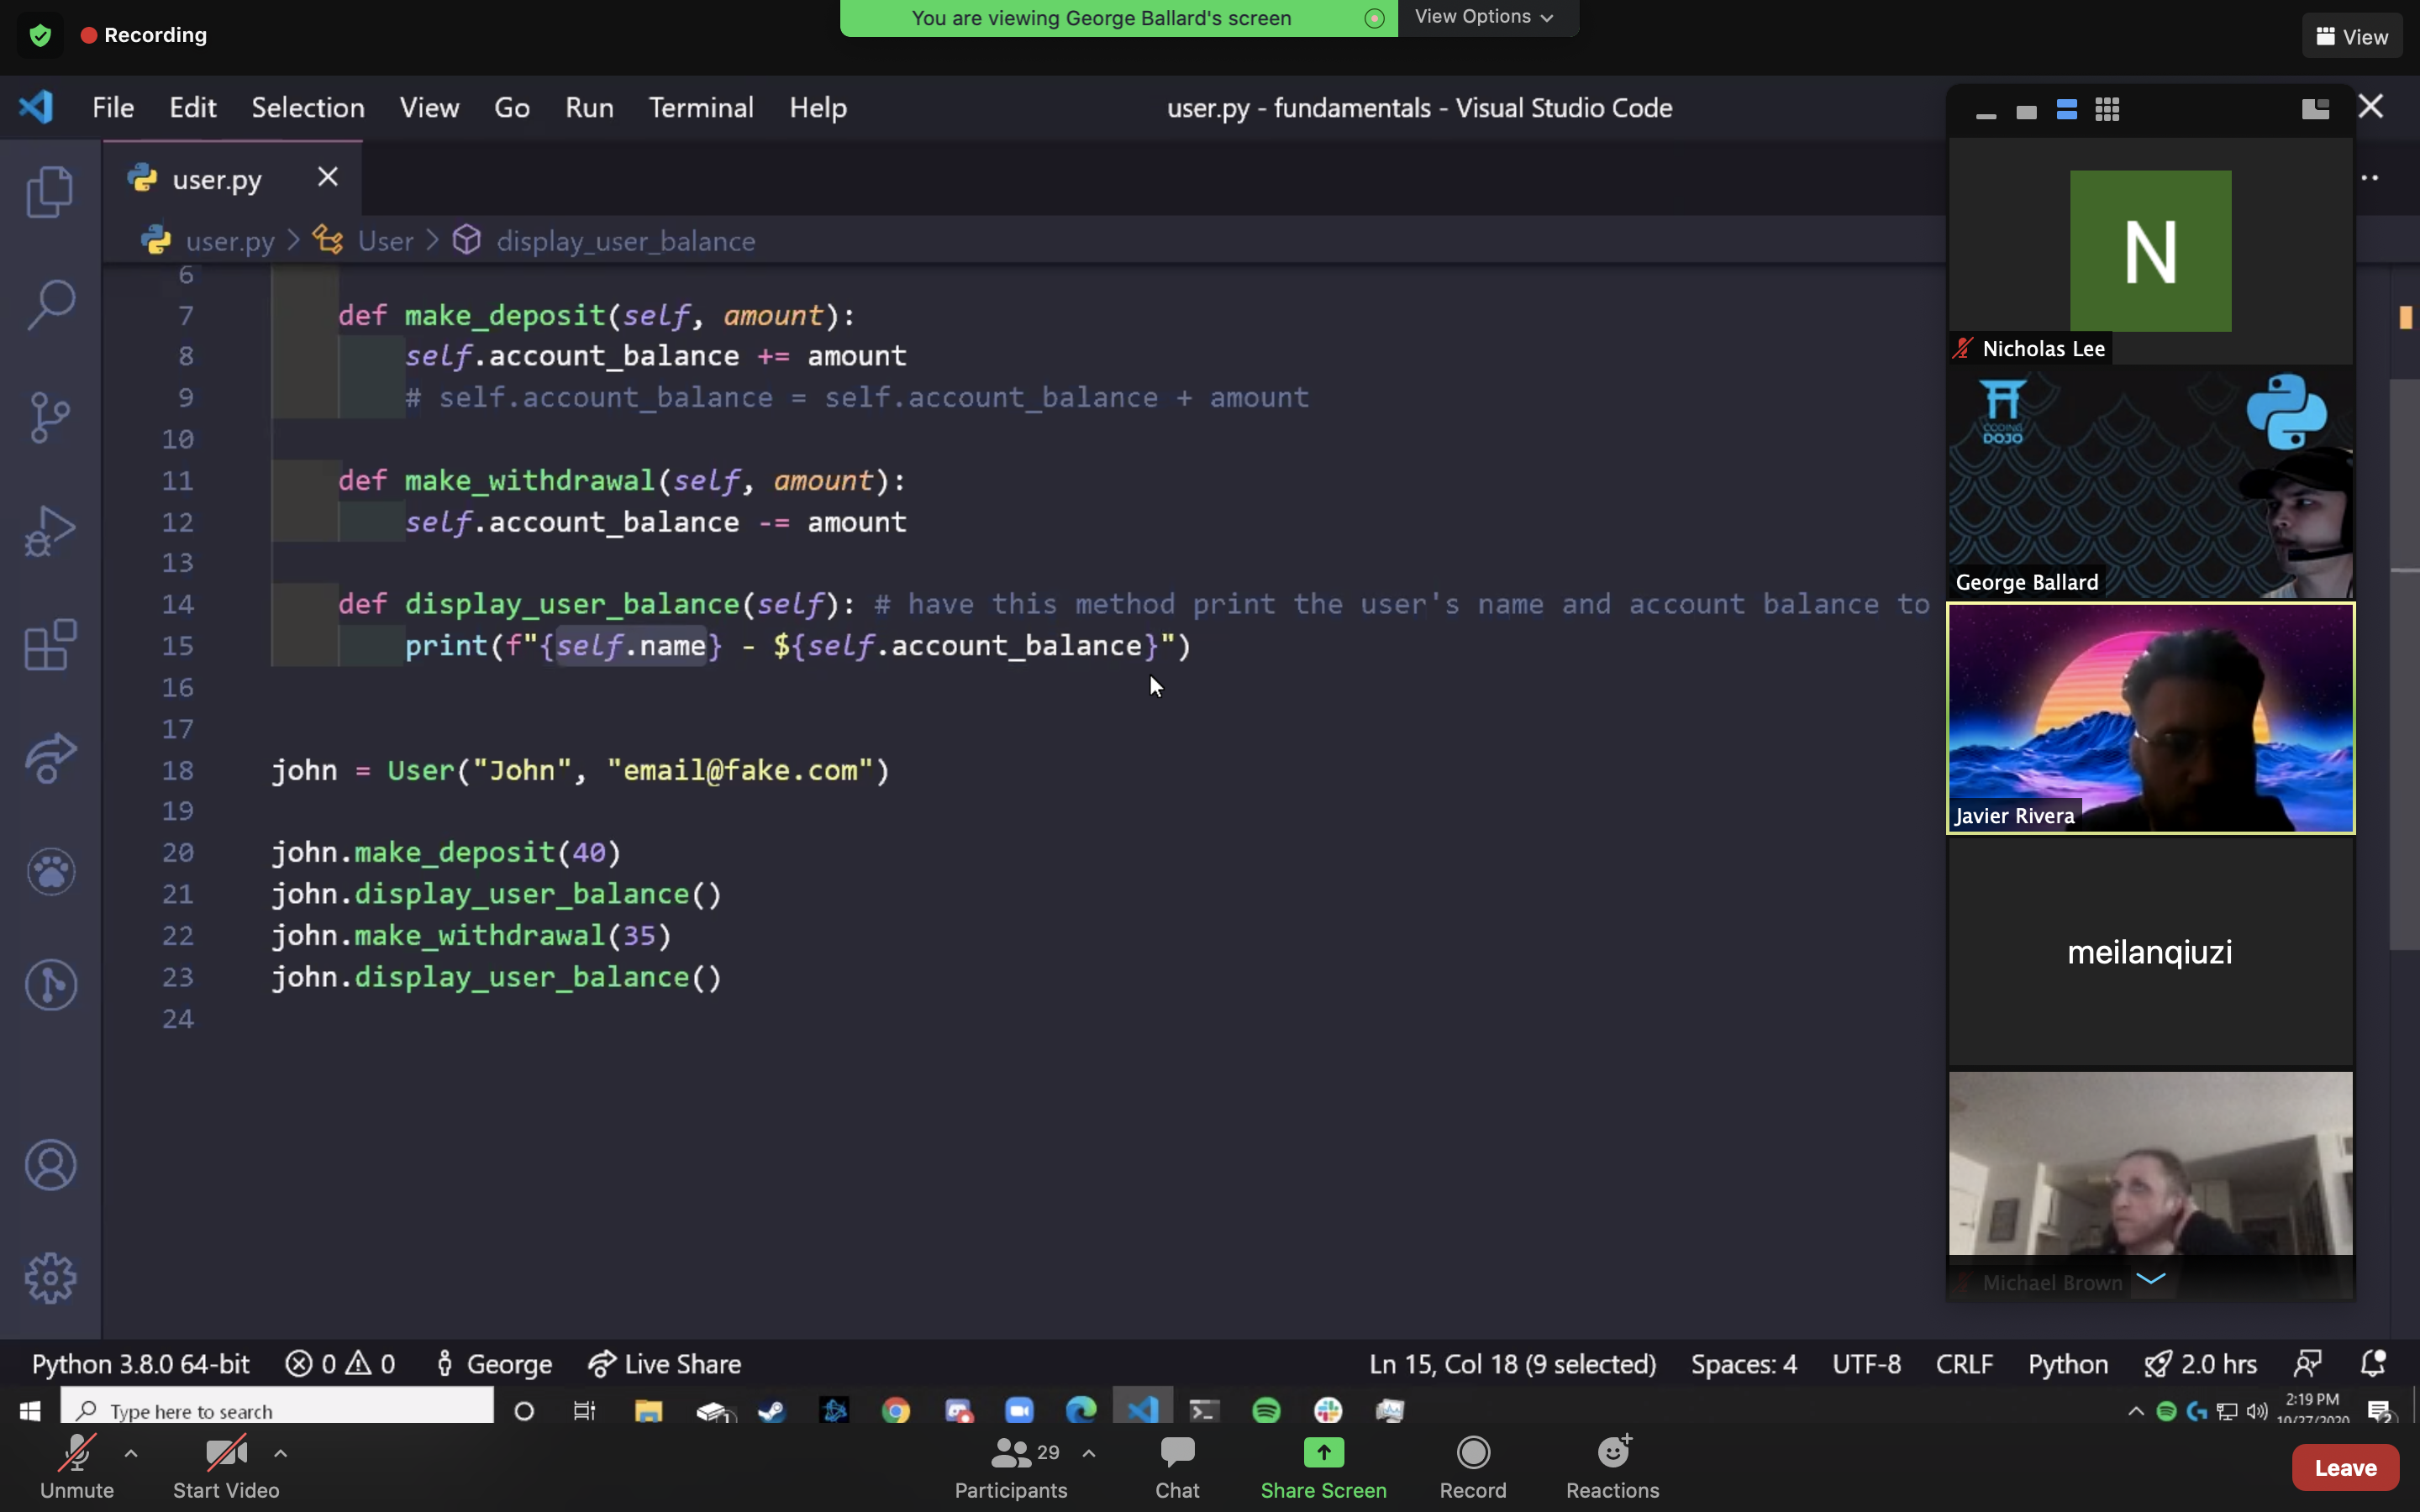 Recording
You are viewing George Ballard's screen
View Options
View
File Edit Selection View Go Run Terminal Help
user.py - fundamentals - Visual Studio Code
user.py
user.py > User > display_user_balance
6
7 def make_deposit(self, amount):
8 self.account_balance += amount
9 # self.account_balance = self.account_balance + amount
10
11 def make_withdrawal(self, amount):
12 self.account_balance -= amount
13
14 def display_user_balance(self): # have this method print the user's name and account balance to
15 print(f"{self.name} - ${self.account_balance}")
16
17
18 john = User("John", "email@fake.com")
19
20 john.make_deposit(40)
21 john.display_user_balance()
22 john.make_withdrawal(35)
23 john.display_user_balance()
24
N
Nicholas Lee
CODING
DOJO
George Ballard
Javier Rivera
meilanqiuzi
Michael Brown
Python 3.8.0 64-bit 0 0 George Live Share
Ln 15, Col 18 (9 selected) Spaces: 4 UTF-8 CRLF Python 2.0 hrs
Type here to search
1
2:19 PM
10/27/2020
2
Unmute
Start Video
29
Participants
Chat
Share Screen
Record
Reactions
Leave